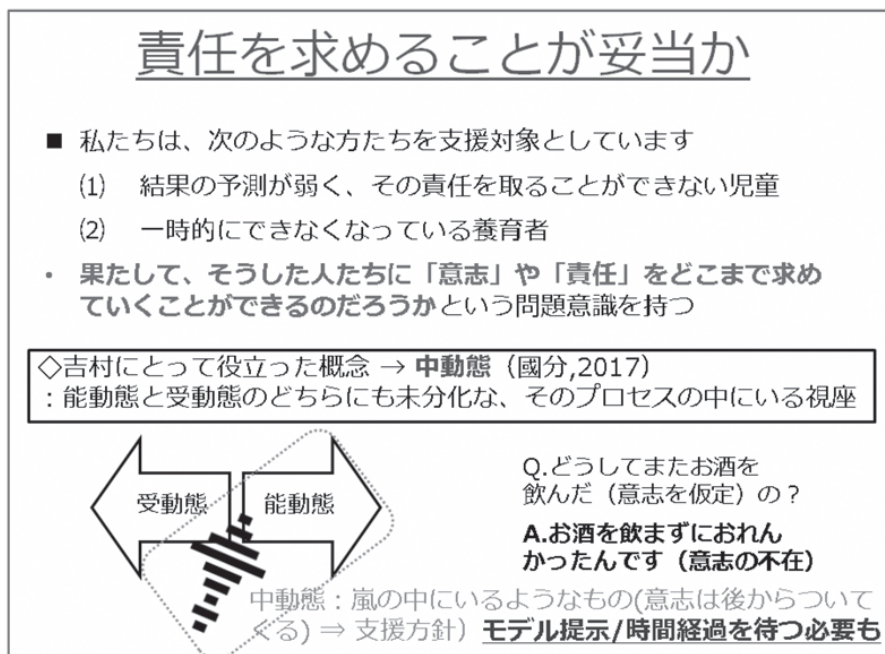 責任を求めることが妥当か
■ 私たちは、次のような方たちを支援対象としています
⑴ 結果の予測が弱く、その責任を取ることができない児童
⑵ 一時的にできなくなっている養育者
・ 果たして、そうした人たちに「意志」や「責任」をどこまで求め
ていくことができるのだろうかという問題意識を持つ
◇吉村にとって役立った概念 → 中動態（國分,2017）
：能動態と受動態のどちらにも未分化な、そのプロセスの中にいる視座
受動態
能動態
Q.どうしてまたお酒を
飲んだ（意志を仮定）の？
A.お酒を飲まずにおれん
かったんです（意志の不在）
中動態：嵐の中にいるようなもの(意志は後からついて
くる) ⇒ 支援方針）モデル提示/時間経過を待つ必要も